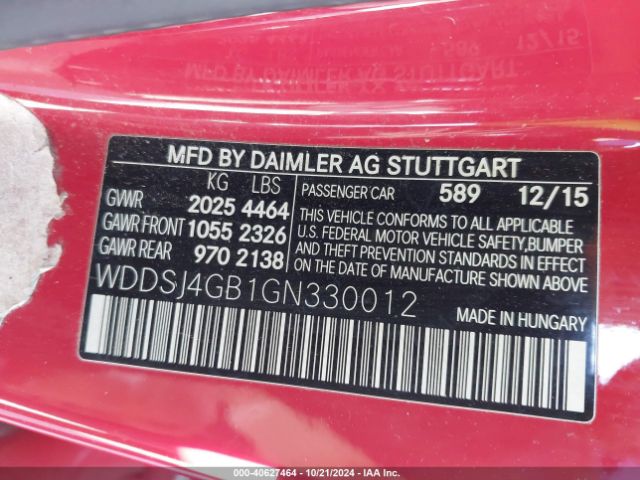 MFD BY DAIMLER AG STUTTGART
KG LBS
GVWR 2025 4464
GAWR FRONT 1055 2326
GAWR REAR 970 2138
PASSENGER CAR 589 12/15
THIS VEHICLE CONFORMS TO ALL APPLICABLE
U.S. FEDERAL MOTOR VEHICLE SAFETY,BUMPER
AND THEFT PREVENTION STANDARDS IN EFFECT
ON THE DATE OF MANUFACTURE SHOWN ABOVE
WDDSJ4GB1GN330012
MADE IN HUNGARY
000-40627464 - 10/21/2024 - IAA Inc.